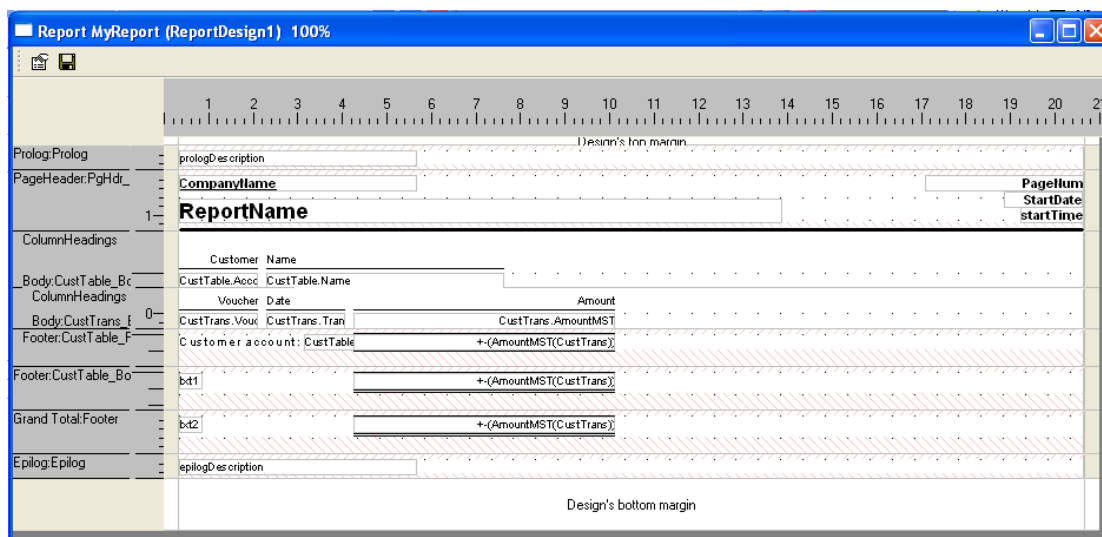 Report MyReport (ReportDesign1) 100%
1 2 3 4 5 6 7 8 9 10 11 12 13 14 15 16 17 18 19 20 2
Design's top margin
Prolog:Prolog prologDescription
PageHeader:PgHdr_ CompanyName PageNum
StartDate
1 ReportName startTime
ColumnHeadings
Customer Name
Body:CustTable_Bo CustTable.Acco CustTable.Name
ColumnHeadings Voucher Date Amount
0 Body:CustTrans_B CustTrans.Vouc CustTrans.Tran CustTrans.AmountMST
Footer:CustTable_F Customer account: CustTable +-(AmountMST(CustTrans));
Footer:CustTable_Bo txt1 +-(AmountMST(CustTrans));
Grand Total:Footer txt2 +-(AmountMST(CustTrans));
Epilog:Epilog epilogDescription
Design's bottom margin